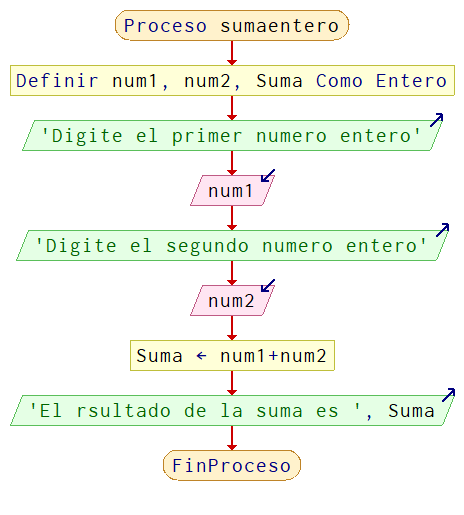 Proceso sumaentero
Definir num1, num2, Suma Como Entero
'Digite el primer numero entero'
num1
'Digite el segundo numero entero'
num2
Suma ← num1+num2
'El rsultado de la suma es ', Suma
FinProceso